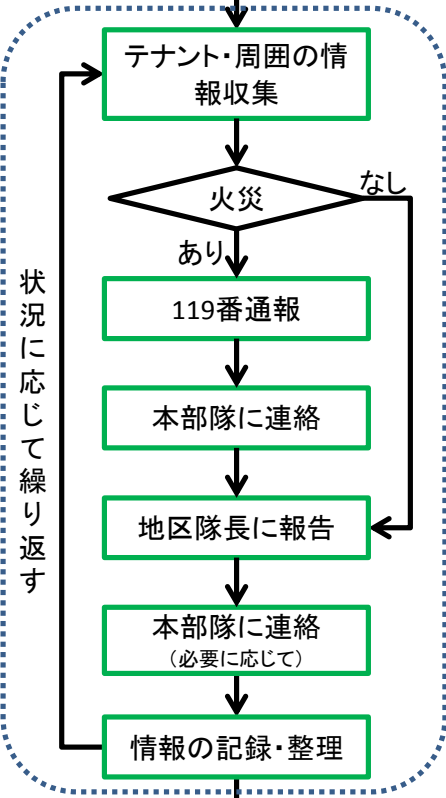 テナント・周囲の情
報収集
火災
なし
あり
119番通報
本部隊に連絡
地区隊長に報告
本部隊に連絡
（必要に応じて）
情報の記録・整理
状況に応じて繰り返す